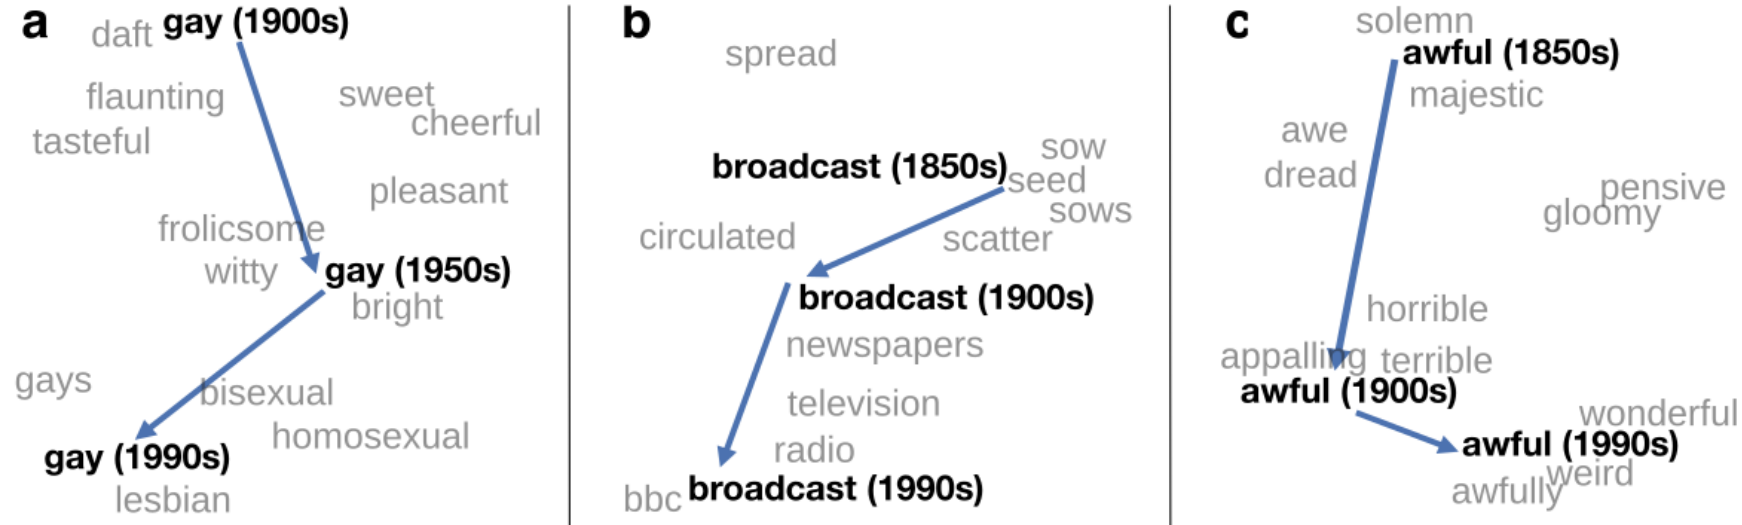 a
daft
gay (1900s)
flaunting
sweet
cheerful
tasteful
pleasant
frolicsome
witty
gay (1950s)
bright
gays
bisexual
homosexual
gay (1990s)
lesbian
b
spread
broadcast (1850s)
sow
seed
sows
circulated
scatter
broadcast (1900s)
newspapers
television
radio
bbc
broadcast (1990s)
c
solemn
awful (1850s)
majestic
awe
dread
pensive
gloomy
horrible
appalling
terrible
awful (1900s)
wonderful
awful (1990s)
weird
awfully